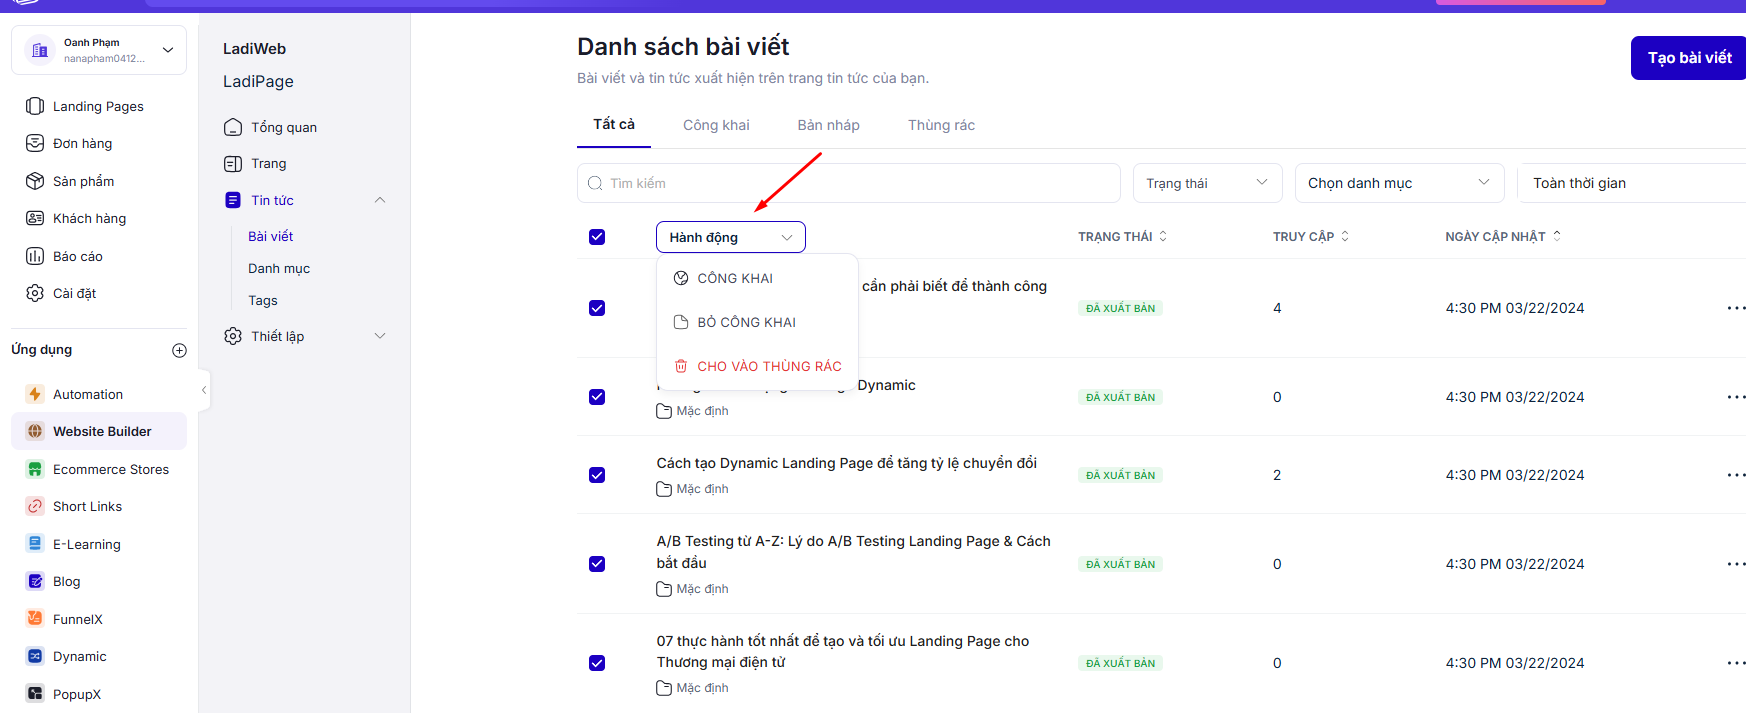 Oanh Phạm
nanapham0412...
Landing Pages
Đơn hàng
Sản phẩm
Khách hàng
Báo cáo
Cài đặt
Ứng dụng
Automation
Website Builder
Ecommerce Stores
Short Links
E-Learning
Blog
FunnelX
Dynamic
PopupX
LadiWeb
LadiPage
Tổng quan
Trang
Tin tức
Bài viết
Danh mục
Tags
Thiết lập
Danh sách bài viết
Bài viết và tin tức xuất hiện trên trang tin tức của bạn.
Tạo bài viết
Tất cả Công khai Bản nháp Thùng rác
Tìm kiếm Trạng thái Chọn danh mục Toàn thời gian
Hành động TRẠNG THÁI TRUY CẬP NGÀY CẬP NHẬT
CÔNG KHAI
BỎ CÔNG KHAI
CHO VÀO THÙNG RÁC
cần phải biết để thành công
ĐÃ XUẤT BẢN 4 4:30 PM 03/22/2024
Dynamic
Mặc định
ĐÃ XUẤT BẢN 0 4:30 PM 03/22/2024
Cách tạo Dynamic Landing Page để tăng tỷ lệ chuyển đổi
Mặc định
ĐÃ XUẤT BẢN 2 4:30 PM 03/22/2024
A/B Testing từ A-Z: Lý do A/B Testing Landing Page & Cách
bắt đầu
Mặc định
ĐÃ XUẤT BẢN 0 4:30 PM 03/22/2024
07 thực hành tốt nhất để tạo và tối ưu Landing Page cho
Thương mại điện tử
Mặc định
ĐÃ XUẤT BẢN 0 4:30 PM 03/22/2024